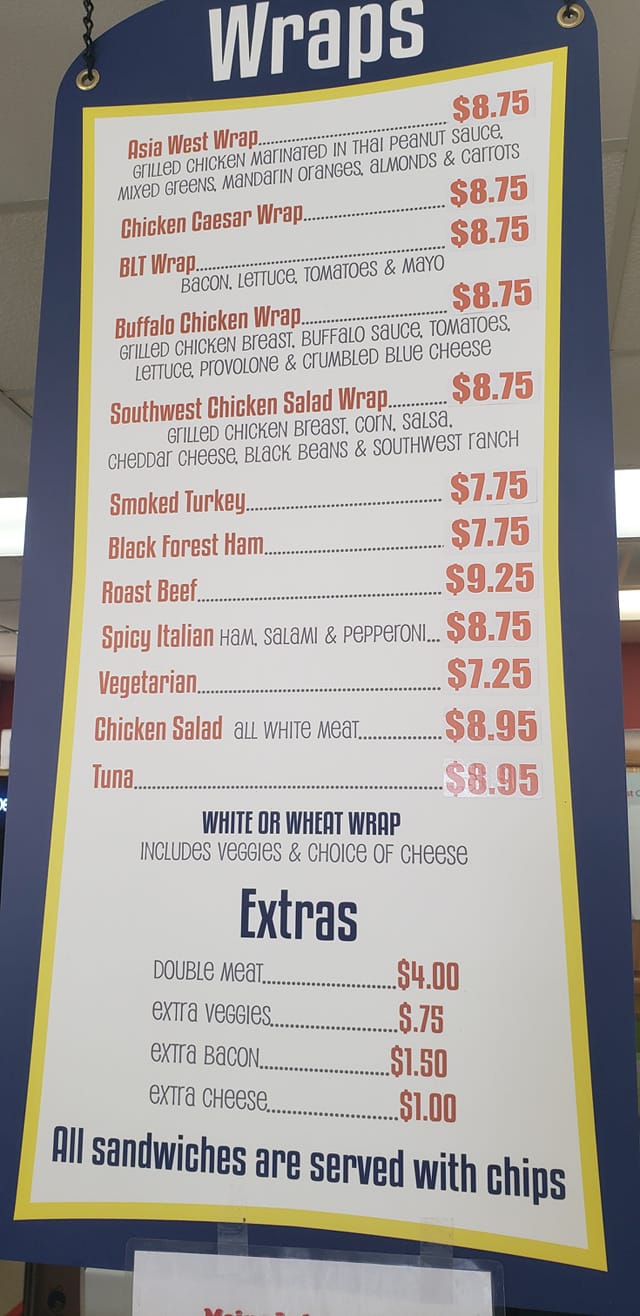 Wraps
Asia West Wrap.......................... $8.75
Grilled chicken marinated in Thai peanut sauce,
mixed greens, mandarin oranges, almonds & carrots
Chicken Caesar Wrap.......................... $8.75
BLT Wrap.......................... $8.75
Bacon, lettuce, tomatoes & mayo
Buffalo Chicken Wrap.......................... $8.75
Grilled chicken breast, buffalo sauce, tomatoes,
lettuce, provolone & crumbled blue cheese
Southwest Chicken Salad Wrap........... $8.75
Grilled chicken breast, corn, salsa,
cheddar cheese, black beans & southwest ranch
Smoked Turkey.......................... $7.75
Black Forest Ham.......................... $7.75
Roast Beef.......................... $9.25
Spicy Italian ham, salami & pepperoni... $8.75
Vegetarian.......................... $7.25
Chicken Salad all white meat................ $8.95
Tuna.......................... $8.95
WHITE OR WHEAT WRAP
Includes veggies & choice of cheese
Extras
Double meat.......................... $4.00
extra veggies.......................... $.75
extra bacon.......................... $1.50
extra cheese.......................... $1.00
All sandwiches are served with chips